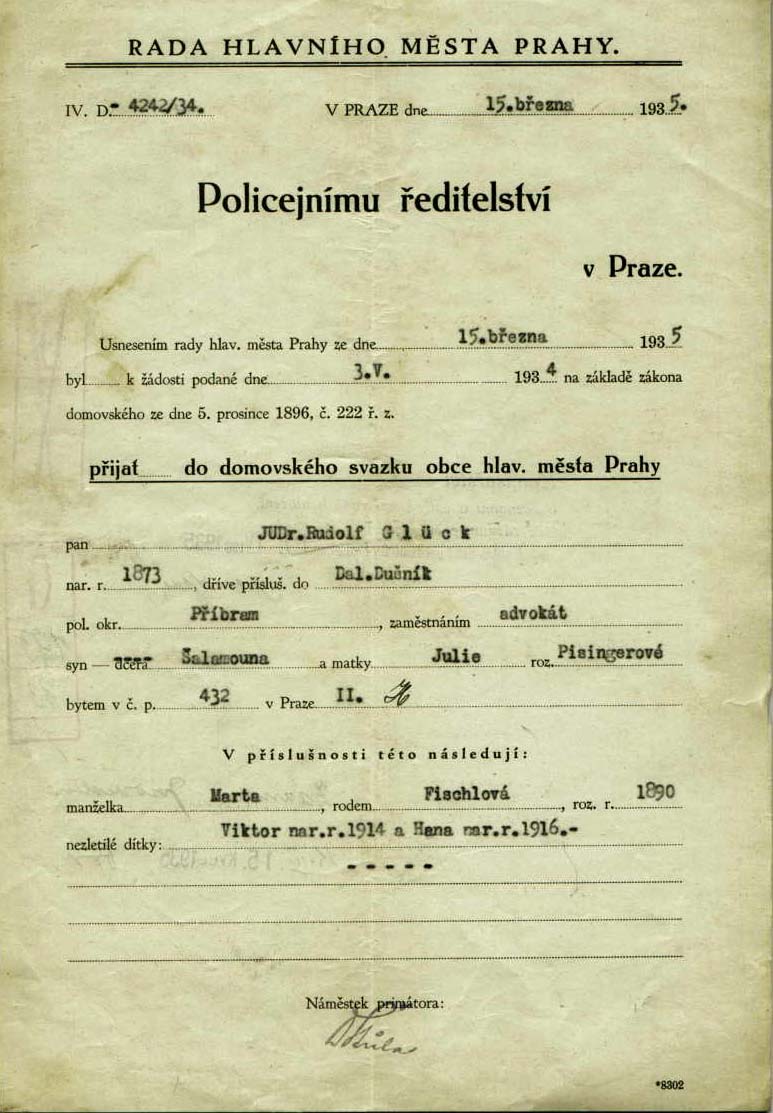 RADA HLAVNÍHO MĚSTA PRAHY.
IV. D.- 4242/34. V PRAZE dne 15.března 1935.
Policejnímu ředitelství
v Praze.
Usnesením rady hlav. města Prahy ze dne 15.března 1935
byl k žádosti podané dne 3.V. 1934 na základě zákona
domovského ze dne 5. prosince 1896, č. 222 ř. z.
přijat do domovského svazku obce hlav. města Prahy
pan JUDr.Rudolf Glück
nar. r. 1873, dříve přísluš. do Dal.Dušník
pol. okr. Příbram, zaměstnáním advokát
syn — dcera Šalamouna a matky Julie roz. Pisingerové
bytem v č. p. 432 v Praze II.
V příslušnosti této následují:
manželka Marta, rodem Fischlová, roz. r. 1890
nezletilé dítky: Viktor nar.r.1914 a Hana nar.r.1916.-
- - - - -
Náměstek primátora:
*8302